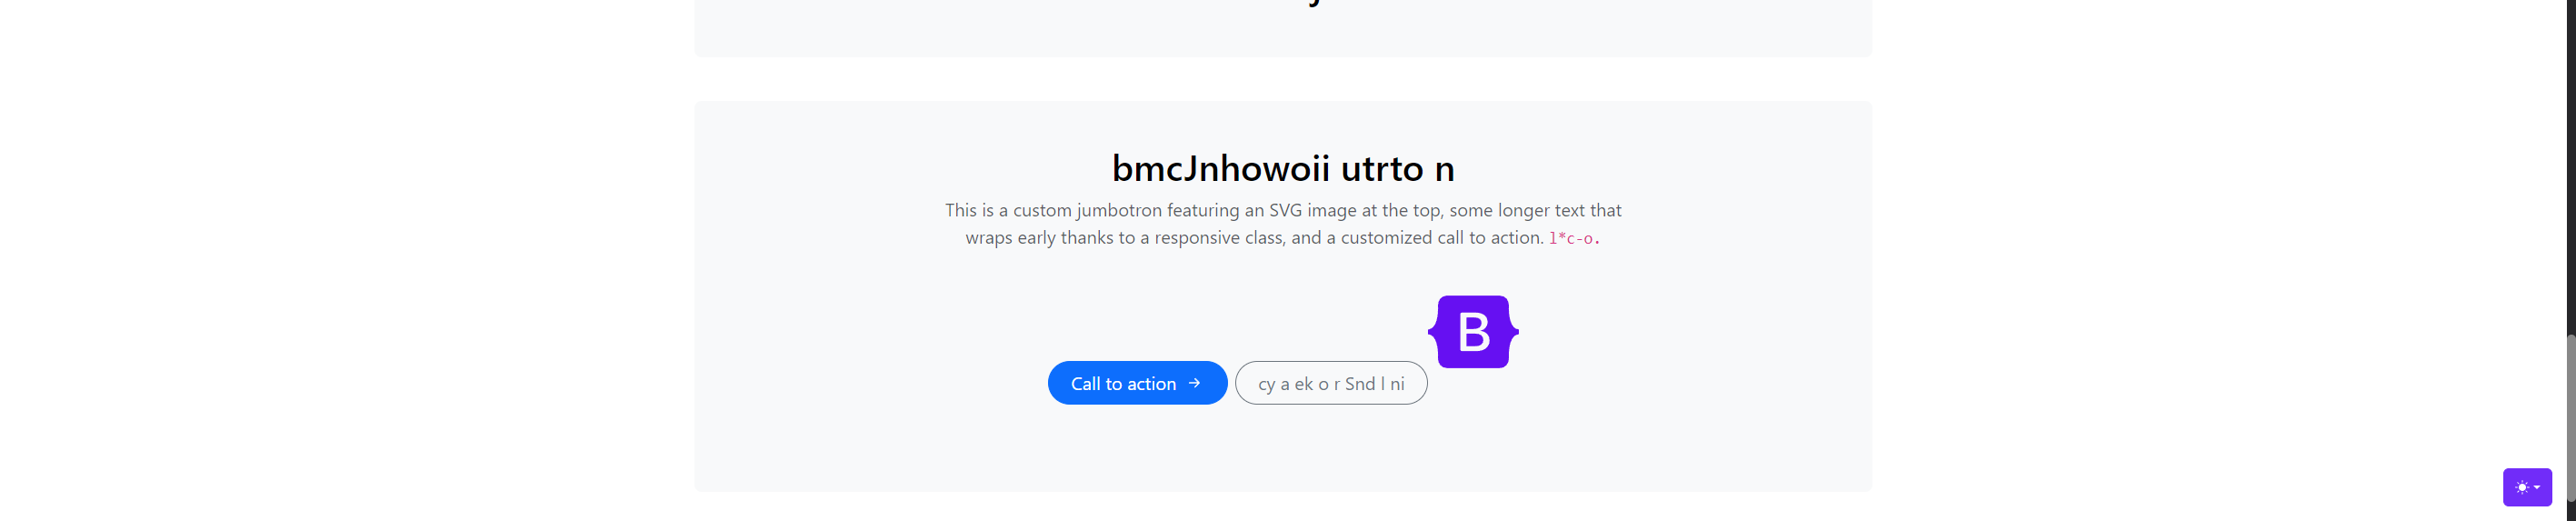 bmcJnhowoii utrto n
This is a custom jumbotron featuring an SVG image at the top, some longer text that
wraps early thanks to a responsive class, and a customized call to action. l*c-o.
B
Call to action
cy a ek o r Snd l ni